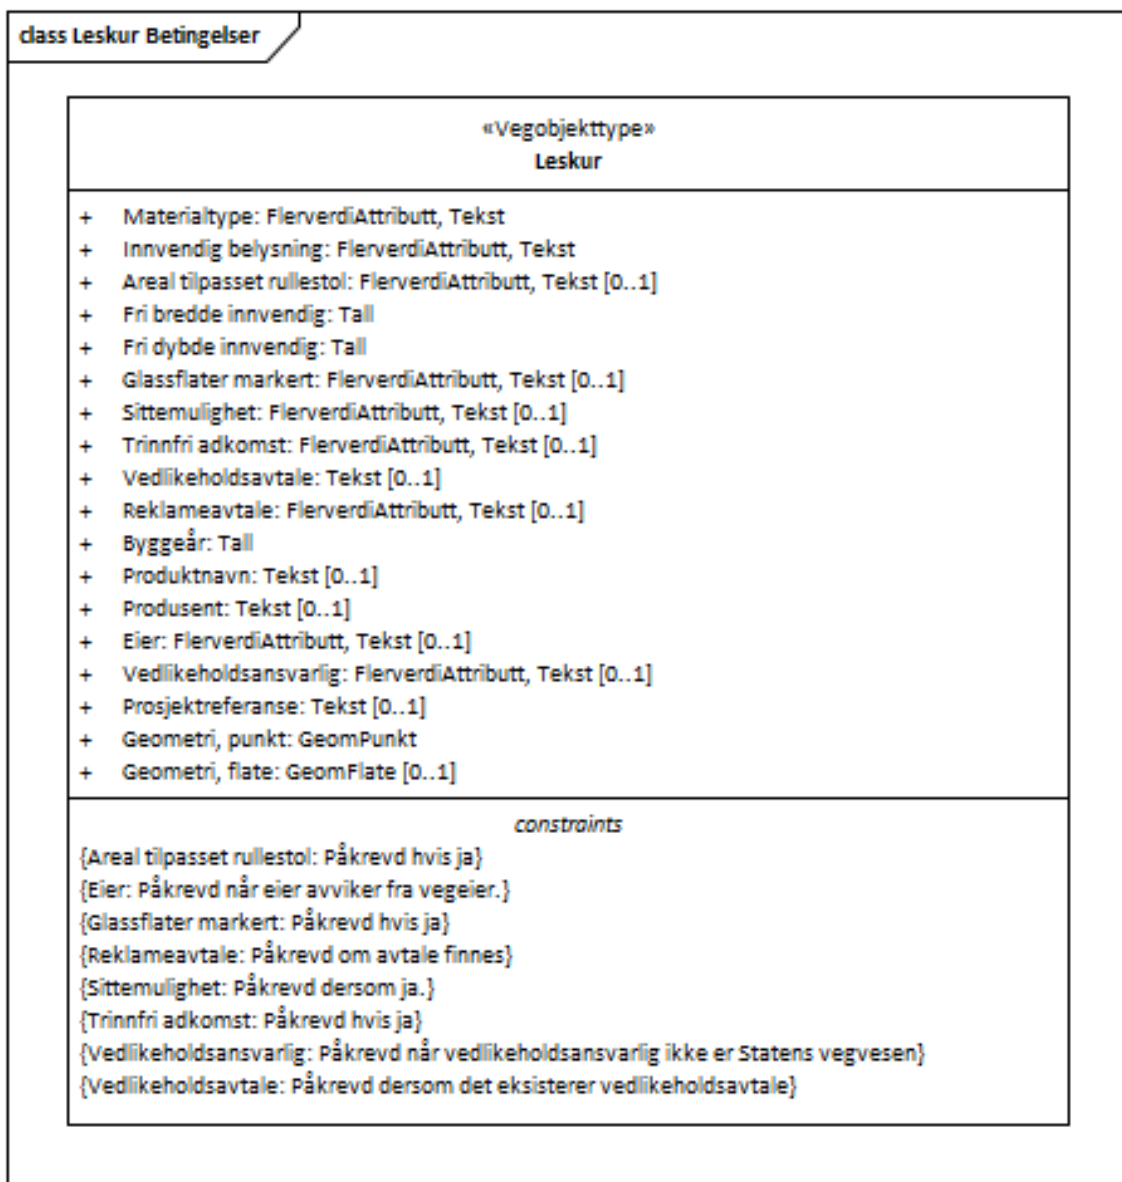 class Leskur Betingelser
«Vegobjekttype»
Leskur
+ Materialtype: FlerverdiAttributt, Tekst
+ Innvendig belysning: FlerverdiAttributt, Tekst
+ Areal tilpasset rullestol: FlerverdiAttributt, Tekst [0..1]
+ Fri bredde innvendig: Tall
+ Fri dybde innvendig: Tall
+ Glassflater markert: FlerverdiAttributt, Tekst [0..1]
+ Sittemulighet: FlerverdiAttributt, Tekst [0..1]
+ Trinnfri adkomst: FlerverdiAttributt, Tekst [0..1]
+ Vedlikeholdsavtale: Tekst [0..1]
+ Reklameavtale: FlerverdiAttributt, Tekst [0..1]
+ Byggeår: Tall
+ Produktnavn: Tekst [0..1]
+ Produsent: Tekst [0..1]
+ Eier: FlerverdiAttributt, Tekst [0..1]
+ Vedlikeholdsansvarlig: FlerverdiAttributt, Tekst [0..1]
+ Prosjektreferanse: Tekst [0..1]
+ Geometri, punkt: GeomPunkt
+ Geometri, flate: GeomFlate [0..1]
constraints
{Areal tilpasset rullestol: Påkrevd hvis ja}
{Eier: Påkrevd når eier avviker fra vegeier.}
{Glassflater markert: Påkrevd hvis ja}
{Reklameavtale: Påkrevd om avtale finnes}
{Sittemulighet: Påkrevd dersom ja.}
{Trinnfri adkomst: Påkrevd hvis ja}
{Vedlikeholdsansvarlig: Påkrevd når vedlikeholdsansvarlig ikke er Statens vegvesen}
{Vedlikeholdsavtale: Påkrevd dersom det eksisterer vedlikeholdsavtale}